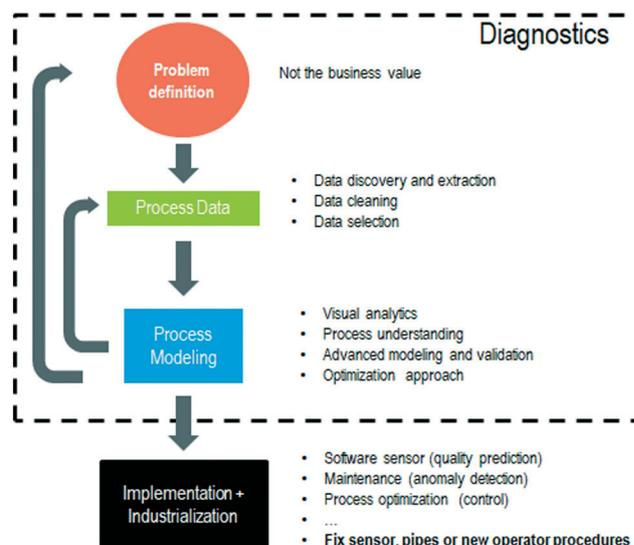 Diagnostics
Problem
definition
Not the business value
Process Data
• Data discovery and extraction
• Data cleaning
• Data selection
Process
Modeling
• Visual analytics
• Process understanding
• Advanced modeling and validation
• Optimization approach
Implementation +
Industrialization
• Software sensor (quality prediction)
• Maintenance (anomaly detection)
• Process optimization (control)
• ...
• Fix sensor, pipes or new operator procedures